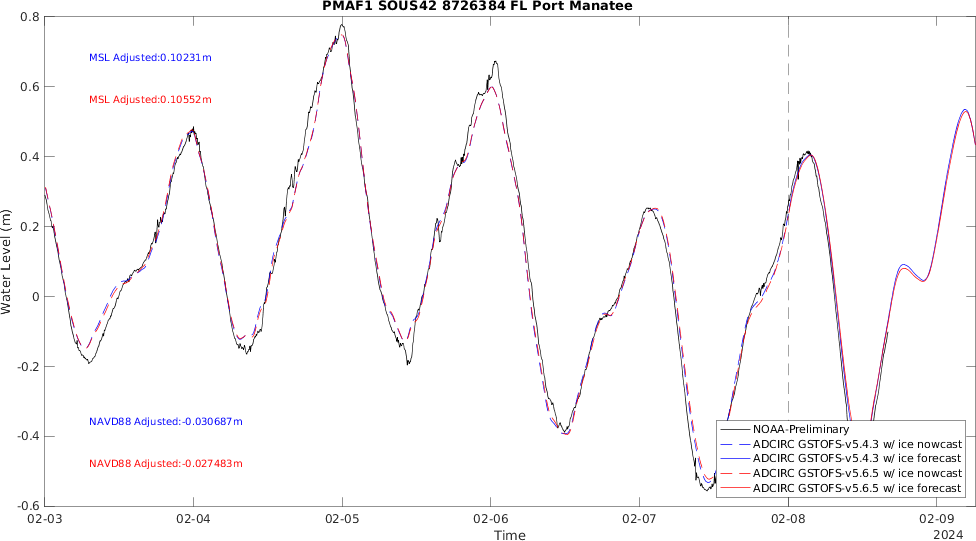 PMAF1 SOUS42 8726384 FL Port Manatee
0.8
0.6
0.4
0.2
0
-0.2
-0.4
-0.6
Water Level (m)
MSL Adjusted:0.10231m
MSL Adjusted:0.10552m
NAVD88 Adjusted:-0.030687m
NAVD88 Adjusted:-0.027483m
NOAA-Preliminary
ADCIRC GSTOFS-v5.4.3 w/ ice nowcast
ADCIRC GSTOFS-v5.4.3 w/ ice forecast
ADCIRC GSTOFS-v5.6.5 w/ ice nowcast
ADCIRC GSTOFS-v5.6.5 w/ ice forecast
02-03 02-04 02-05 02-06 02-07 02-08 02-09
Time
2024